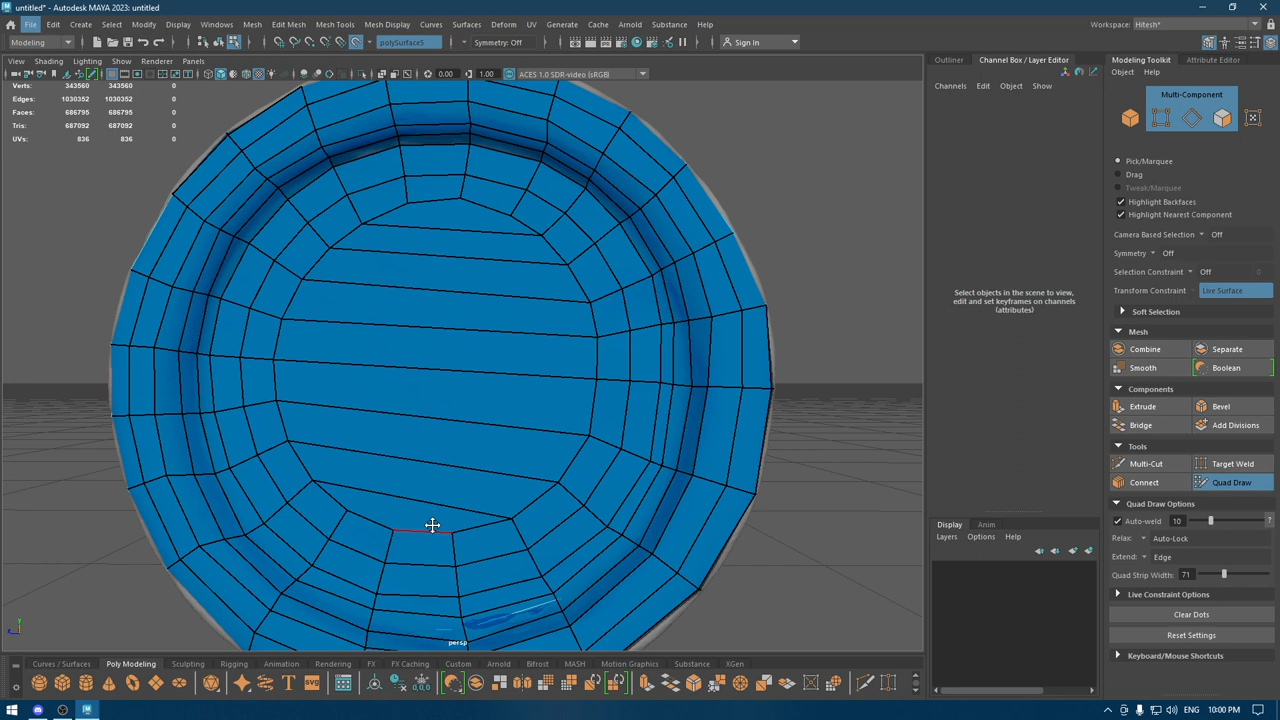 untitled* - Autodesk MAYA 2023: untitled
File Edit Create Select Modify Display Windows Mesh Edit Mesh Mesh Tools Mesh Display Curves Surfaces Deform UV Generate Cache Arnold Substance Help
Workspace: Hitesh*
Modeling
polySurface5
Symmetry: Off
Sign In
View Shading Lighting Show Renderer Panels
0.00
1.00
ACES 1.0 SDR-video (sRGB)
Verts: 343560 343560 0
Edges: 1030352 1030352 0
Faces: 686795 686795 0
Tris: 687092 687092 0
UVs: 836 836 0
persp
Outliner
Channel Box / Layer Editor
Channels Edit Object Show
Select objects in the scene to view,
edit and set keyframes on channels
(attributes)
Display Anim
Layers Options Help
Modeling Toolkit
Attribute Editor
Object Help
Multi-Component
Pick/Marquee
Drag
Tweak/Marquee
Highlight Backfaces
Highlight Nearest Component
Camera Based Selection Off
Symmetry Off
Selection Constraint Off 0
Transform Constraint Live Surface
Soft Selection
Mesh
Combine Separate
Smooth Boolean
Components
Extrude Bevel
Bridge Add Divisions
Tools
Multi-Cut Target Weld
Connect Quad Draw
Quad Draw Options
Auto-weld 10 ?
Relax: Auto-Lock
Extend: Edge
Quad Strip Width: 71
Live Constraint Options
Clear Dots
Reset Settings
Keyboard/Mouse Shortcuts
Curves / Surfaces Poly Modeling Sculpting Rigging Animation Rendering FX FX Caching Custom Arnold Bifrost MASH Motion Graphics Substance XGen
SVG
0,0,0
ENG
10:00 PM